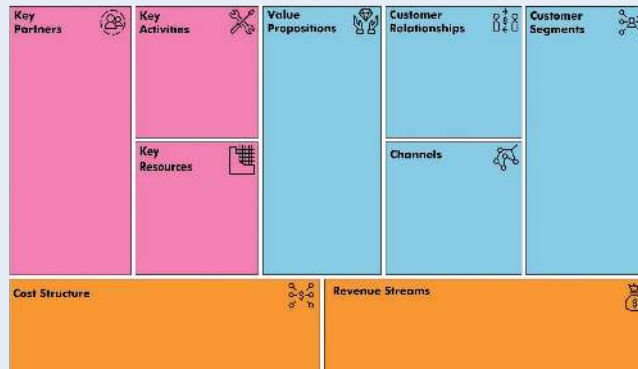 Key
Partners
Key
Activities
Value
Propositions
Customer
Relationships
Customer
Segments
Key
Resources
Channels
Cost Structure
Revenue Streams